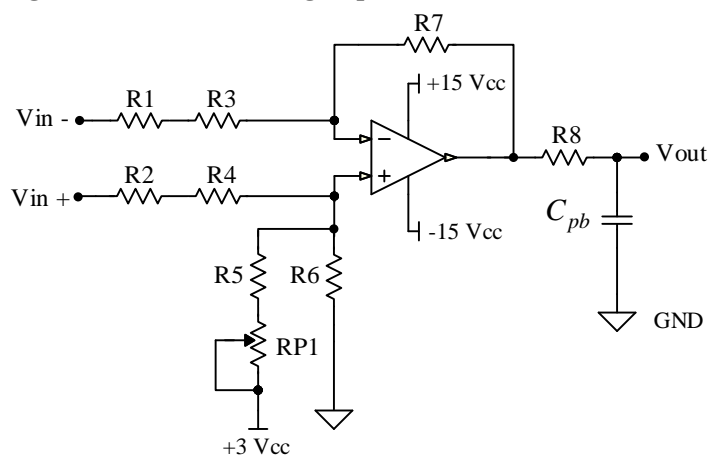 R7
+15 Vcc
Vin -
R1
R3
R8
Vout
Vin +
R2
R4
−
+
C_{pb}
-15 Vcc
R5
R6
GND
RP1
+3 Vcc